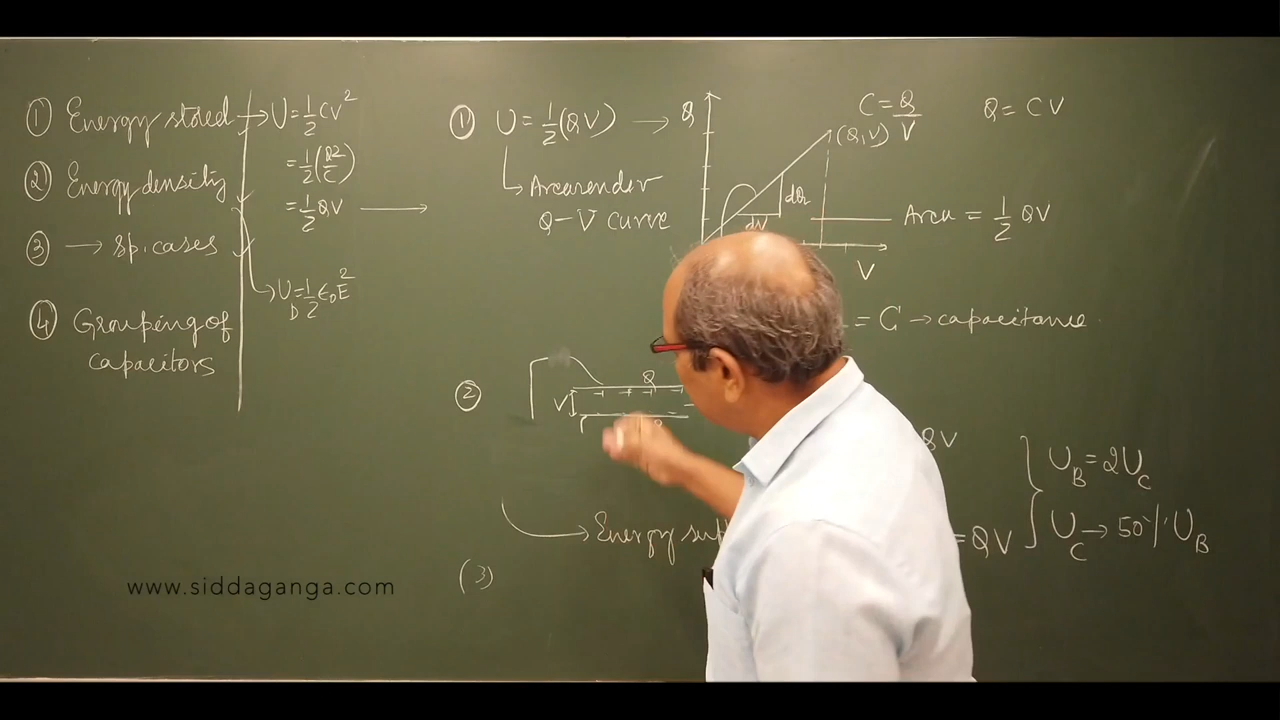 ① Energy stored → U = 1/2 CV²
② Energy density = 1/2 (Q²/C)
= 1/2 QV →
③ → sp. cases
U_D = 1/2 ε₀E²
④ Grouping of
capacitors
① U = 1/2 (QV) →
→ Area under
Q – V curve
Q
C = Q/V
Q = CV
(Q, V)
dQ
dV
V
Area = 1/2 QV
= C → capacitance
②
Q
V
QV
U_B = 2U_C
→ Energy
= QV
U_C → 50% U_B
(3)
www.siddaganga.com